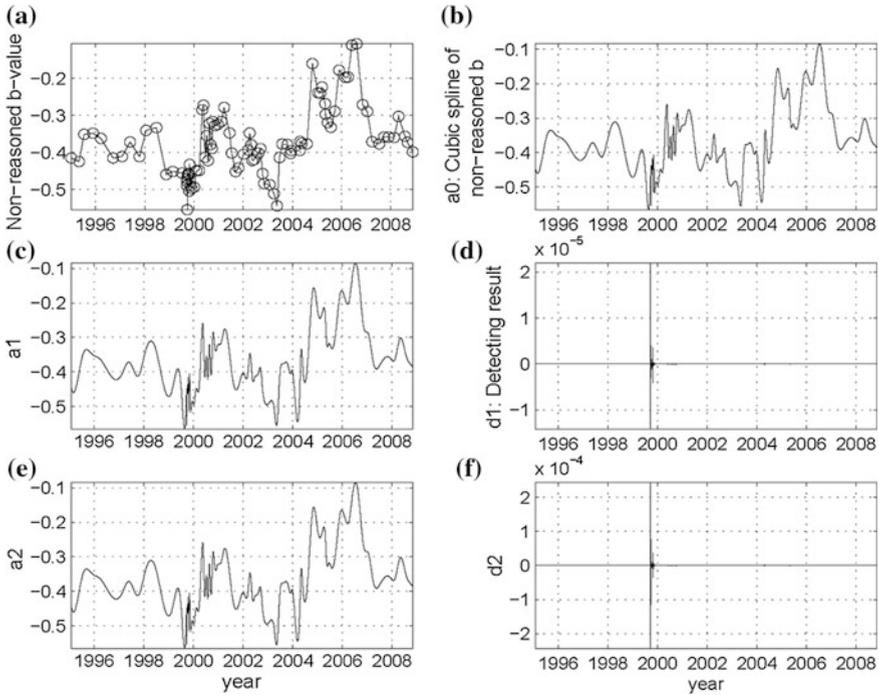 (a)
Non−reasoned b−value
−0.2
−0.3
−0.4
−0.5
1996 1998 2000 2002 2004 2006 2008
(b)
a0: Cubic spline of
non−reasoned b
−0.1
−0.2
−0.3
−0.4
−0.5
1996 1998 2000 2002 2004 2006 2008
(c)
a1
−0.1
−0.2
−0.3
−0.4
−0.5
1996 1998 2000 2002 2004 2006 2008
(d)
x 10−5
d1: Detecting result
2
1
0
−1
1996 1998 2000 2002 2004 2006 2008
(e)
a2
−0.1
−0.2
−0.3
−0.4
−0.5
1996 1998 2000 2002 2004 2006 2008
year
(f)
x 10−4
d2
2
1
0
−1
−2
1996 1998 2000 2002 2004 2006 2008
year